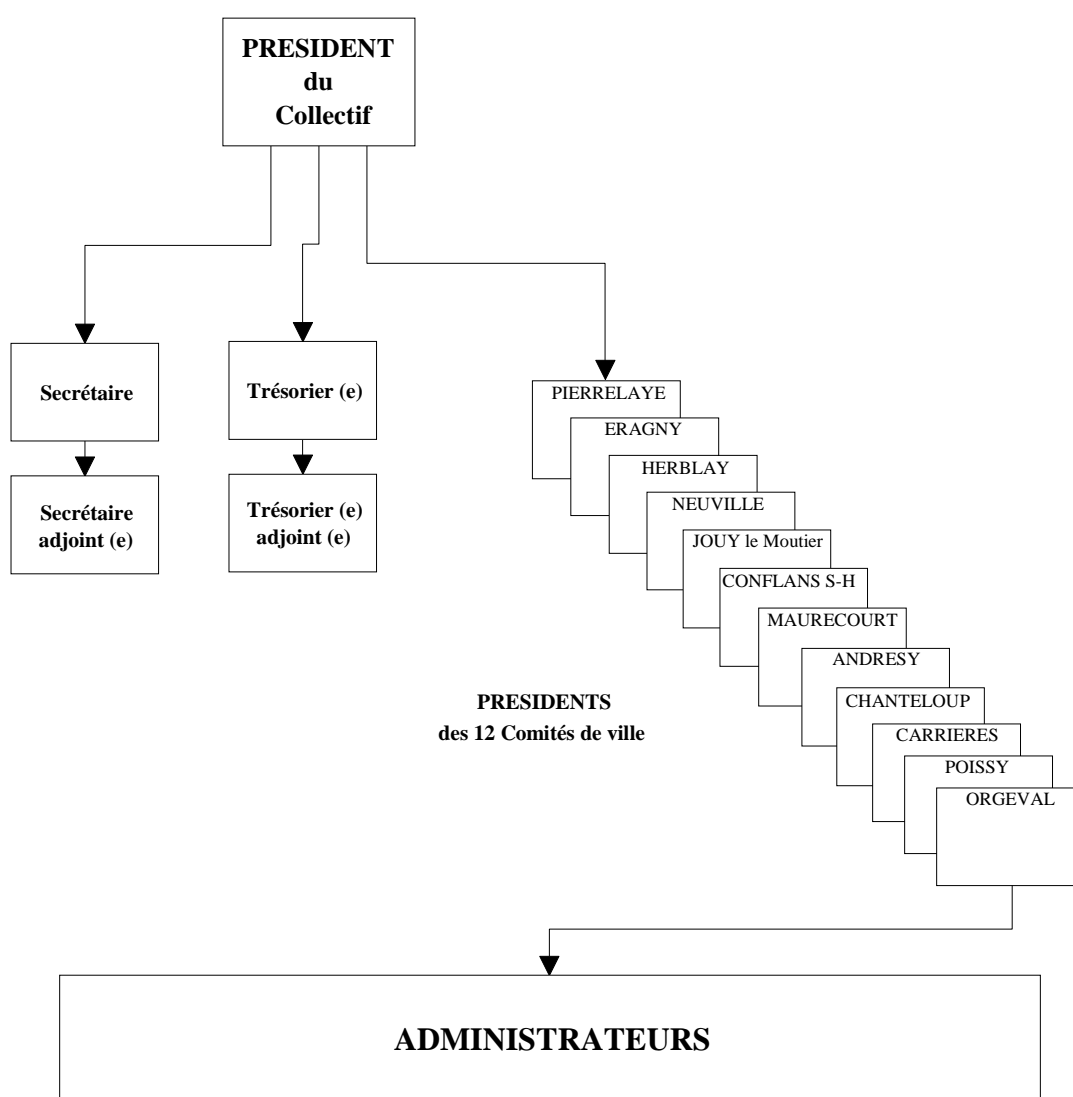 PRESIDENT
du
Collectif
Secrétaire
Trésorier (e)
Secrétaire
adjoint (e)
Trésorier (e)
adjoint (e)
PIERRELAYE
ERAGNY
HERBLAY
NEUVILLE
JOUY le Moutier
CONFLANS S-H
MAURECOURT
ANDRESY
CHANTELOUP
CARRIERES
POISSY
ORGEVAL
PRESIDENTS
des 12 Comités de ville
ADMINISTRATEURS